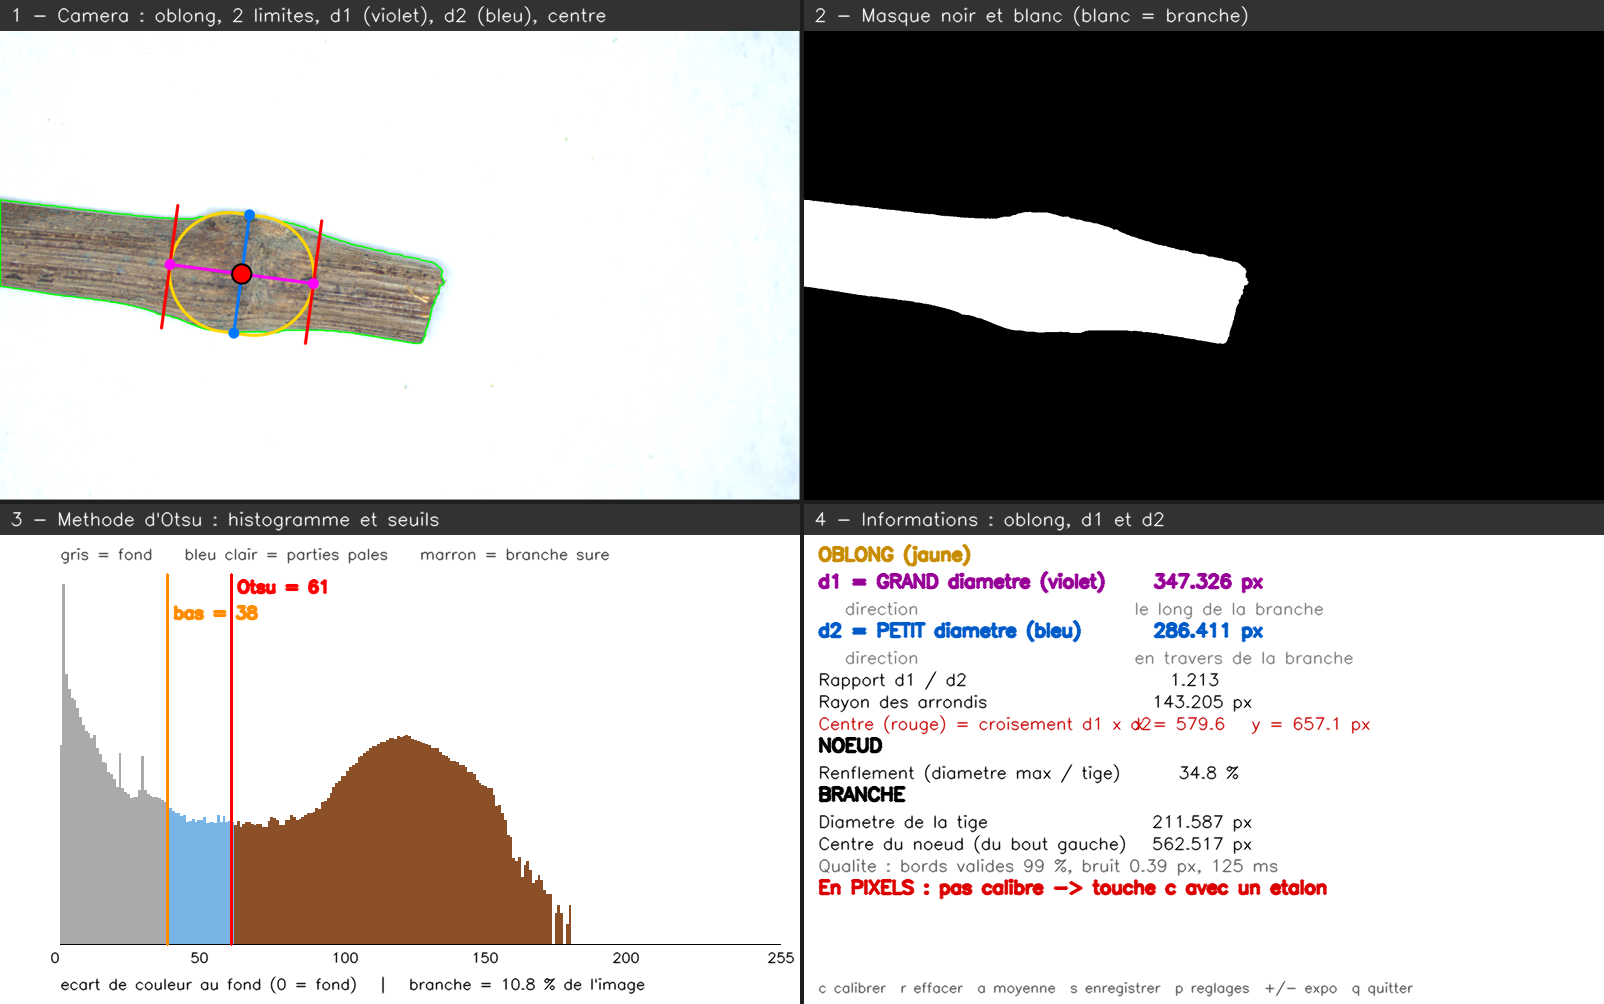 1 - Camera : oblong, 2 limites, d1 (violet), d2 (bleu), centre
2 - Masque noir et blanc (blanc = branche)
3 - Methode d'Otsu : histogramme et seuils
gris = fond bleu clair = parties pales marron = branche sure
Otsu = 61
bas = 38
0 50 100 150 200 255
ecart de couleur au fond (0 = fond) | branche = 10.8 % de l'image
4 - Informations : oblong, d1 et d2
OBLONG (jaune)
d1 = GRAND diametre (violet) 347.326 px
direction le long de la branche
d2 = PETIT diametre (bleu) 286.411 px
direction en travers de la branche
Rapport d1 / d2 1.213
Rayon des arrondis 143.205 px
Centre (rouge) = croisement d1 x d2 = 579.6 y = 657.1 px
NOEUD
Renflement (diametre max / tige) 34.8 %
BRANCHE
Diametre de la tige 211.587 px
Centre du noeud (du bout gauche) 562.517 px
Qualite : bords valides 99 %, bruit 0.39 px, 125 ms
En PIXELS : pas calibre -> touche c avec un etalon
c calibrer r effacer a moyenne s enregistrer p reglages +/- expo q quitter